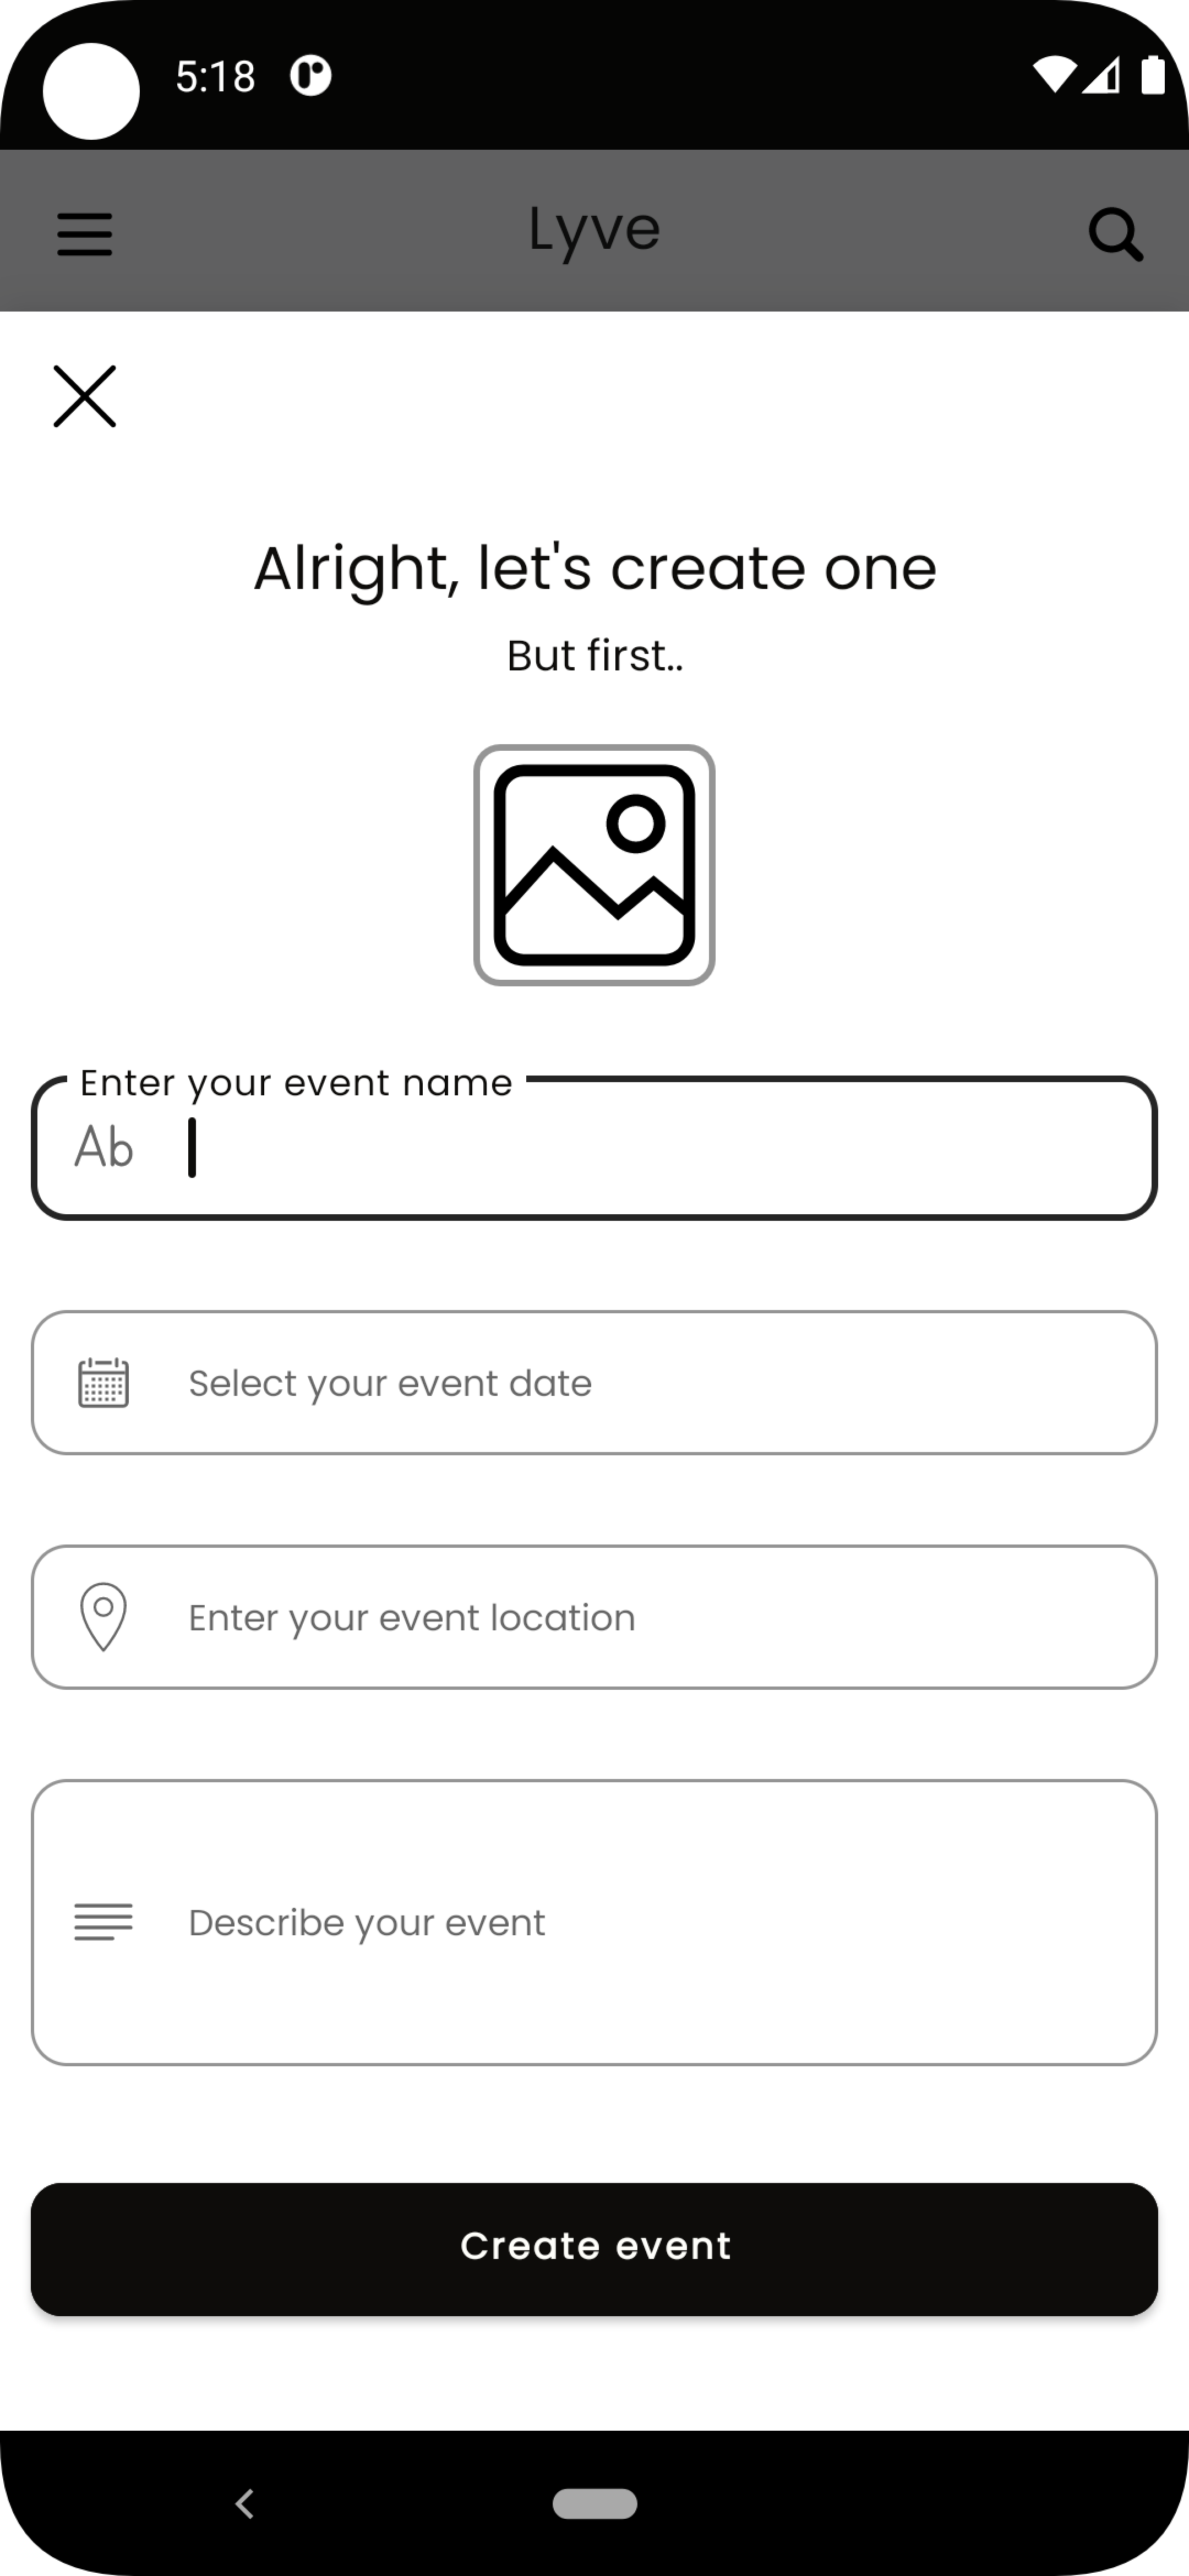 5:18
Lyve
Alright, let's create one
But first..
Enter your event name
Ab
Select your event date
Enter your event location
Describe your event
Create event